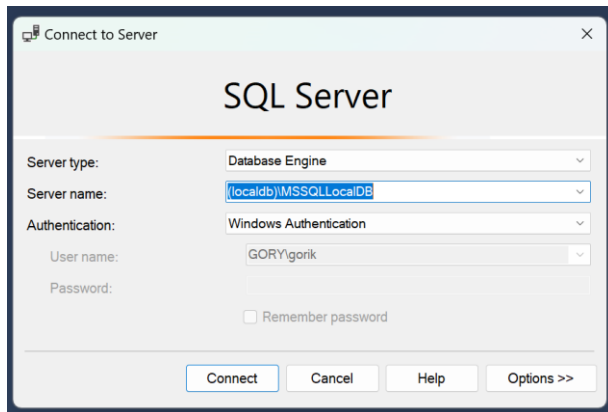 Connect to Server
SQL Server
Server type: Database Engine
Server name: (localdb)\MSSQLLocalDB
Authentication: Windows Authentication
User name: GORY\gorik
Password:
Remember password
Connect Cancel Help Options >>